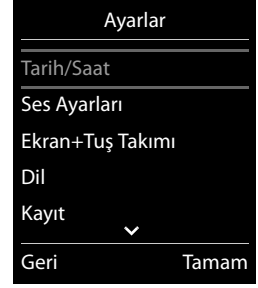 Ayarlar
Tarih/Saat
Ses Ayarları
Ekran+Tuş Takımı
Dil
Kayıt
Geri Tamam